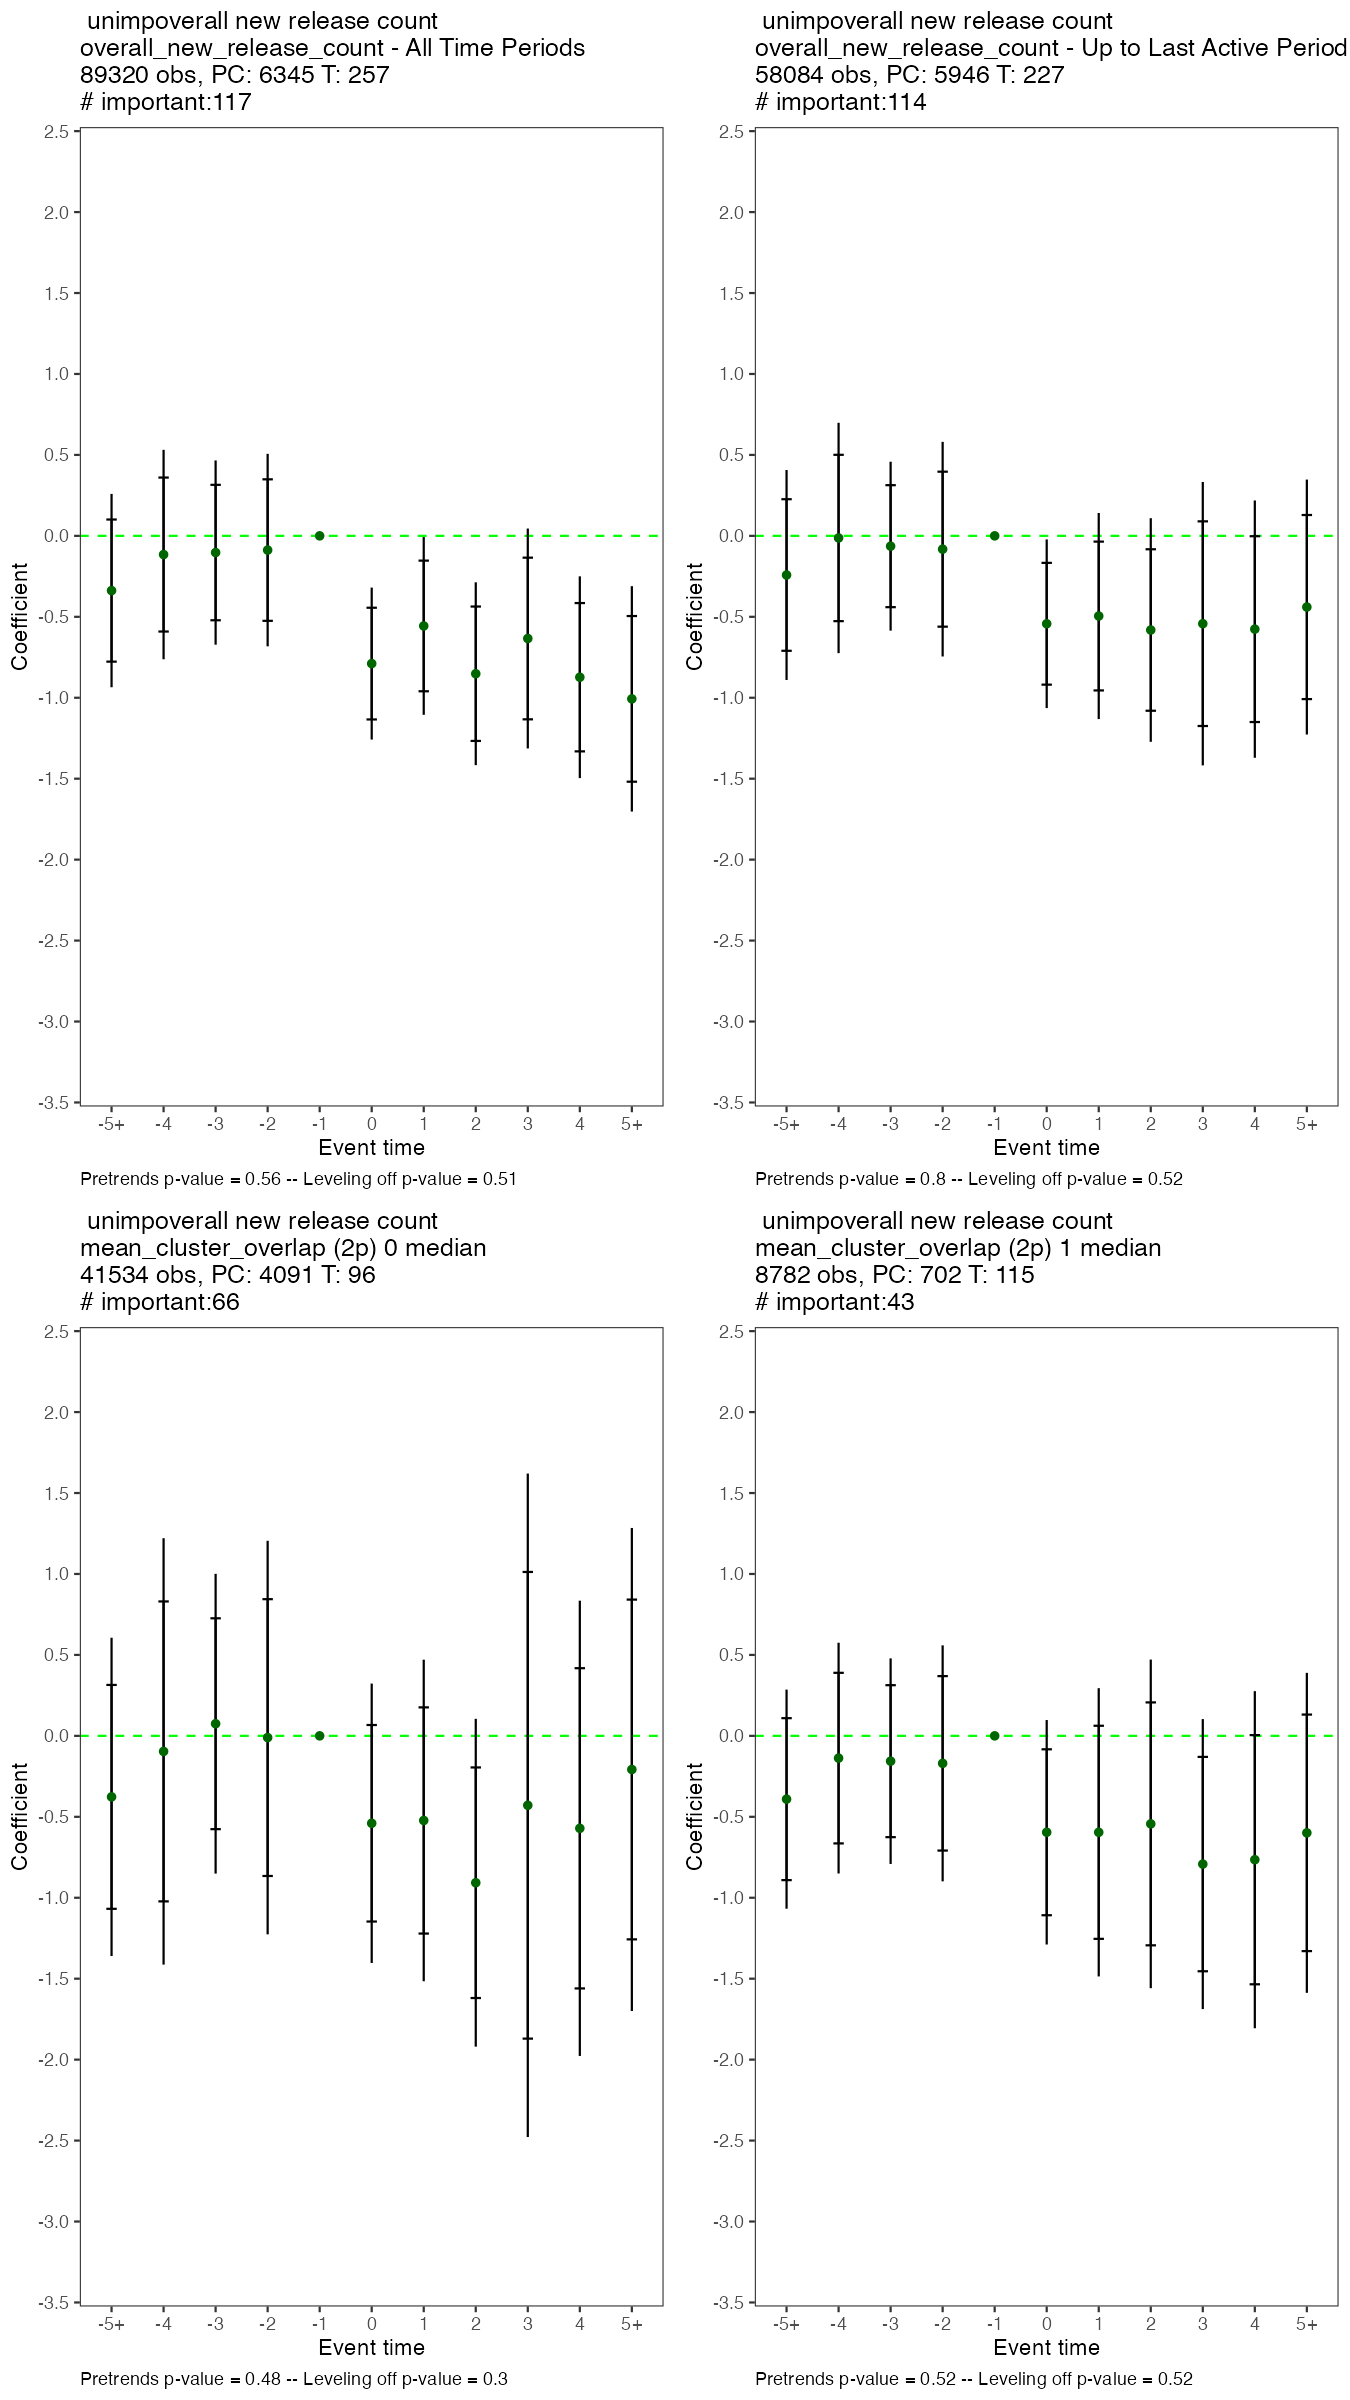 unimpoverall new release count
overall_new_release_count - All Time Periods
89320 obs, PC: 6345 T: 257
# important:117
2.5
2.0
1.5
1.0
0.5
0.0
-0.5
-1.0
-1.5
-2.0
-2.5
-3.0
-3.5
Coefficient
-5+ -4 -3 -2 -1 0 1 2 3 4 5+
Event time
Pretrends p-value = 0.56 -- Leveling off p-value = 0.51
unimpoverall new release count
overall_new_release_count - Up to Last Active Period
58084 obs, PC: 5946 T: 227
# important:114
2.5
2.0
1.5
1.0
0.5
0.0
-0.5
-1.0
-1.5
-2.0
-2.5
-3.0
-3.5
Coefficient
-5+ -4 -3 -2 -1 0 1 2 3 4 5+
Event time
Pretrends p-value = 0.8 -- Leveling off p-value = 0.52
unimpoverall new release count
mean_cluster_overlap (2p) 0 median
41534 obs, PC: 4091 T: 96
# important:66
2.5
2.0
1.5
1.0
0.5
0.0
-0.5
-1.0
-1.5
-2.0
-2.5
-3.0
-3.5
Coefficient
-5+ -4 -3 -2 -1 0 1 2 3 4 5+
Event time
Pretrends p-value = 0.48 -- Leveling off p-value = 0.3
unimpoverall new release count
mean_cluster_overlap (2p) 1 median
8782 obs, PC: 702 T: 115
# important:43
2.5
2.0
1.5
1.0
0.5
0.0
-0.5
-1.0
-1.5
-2.0
-2.5
-3.0
-3.5
Coefficient
-5+ -4 -3 -2 -1 0 1 2 3 4 5+
Event time
Pretrends p-value = 0.52 -- Leveling off p-value = 0.52